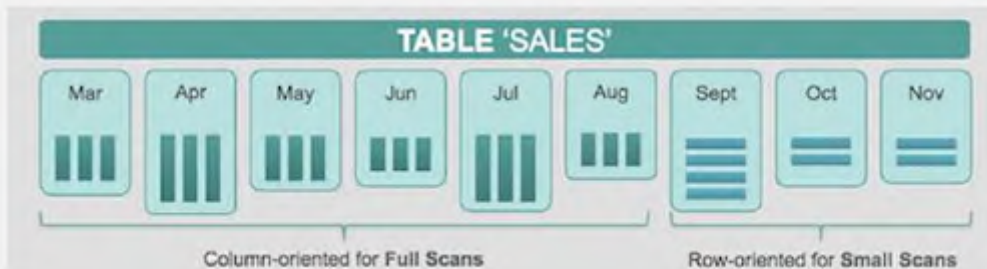 TABLE 'SALES'
Mar Apr May Jun Jul Aug Sept Oct Nov
Column-oriented for Full Scans Row-oriented for Small Scans